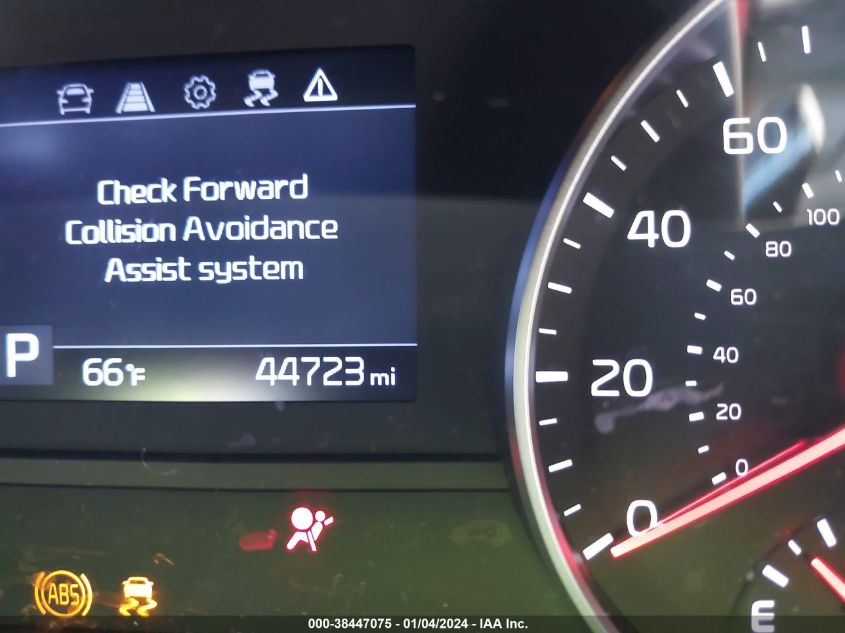 Check Forward
Collision Avoidance
Assist system
P
66°F
44723 mi
60
100
40
80
60
20
40
20
0
0
E
ABS
000-38447075 - 01/04/2024 - IAA Inc.